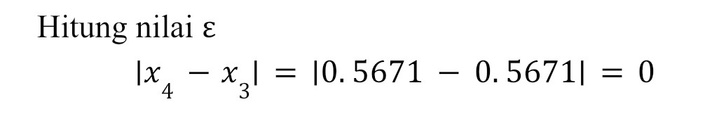 Hitung nilai ε
|x₄ − x₃| = |0.5671 − 0.5671| = 0